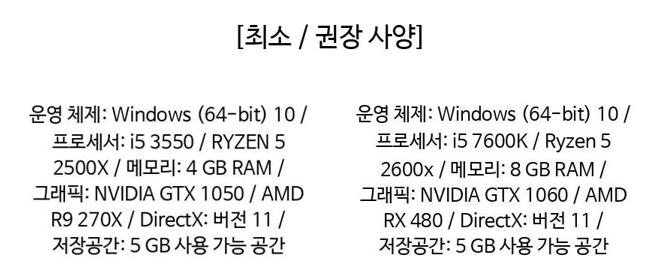 [최소 / 권장 사양]
운영 체제: Windows (64-bit) 10 /
프로세서: i5 3550 / RYZEN 5
2500X / 메모리: 4 GB RAM /
그래픽: NVIDIA GTX 1050 / AMD
R9 270X / DirectX: 버전 11 /
저장공간: 5 GB 사용 가능 공간
운영 체제: Windows (64-bit) 10 /
프로세서: i5 7600K / Ryzen 5
2600x / 메모리: 8 GB RAM /
그래픽: NVIDIA GTX 1060 / AMD
RX 480 / DirectX: 버전 11 /
저장공간: 5 GB 사용 가능 공간